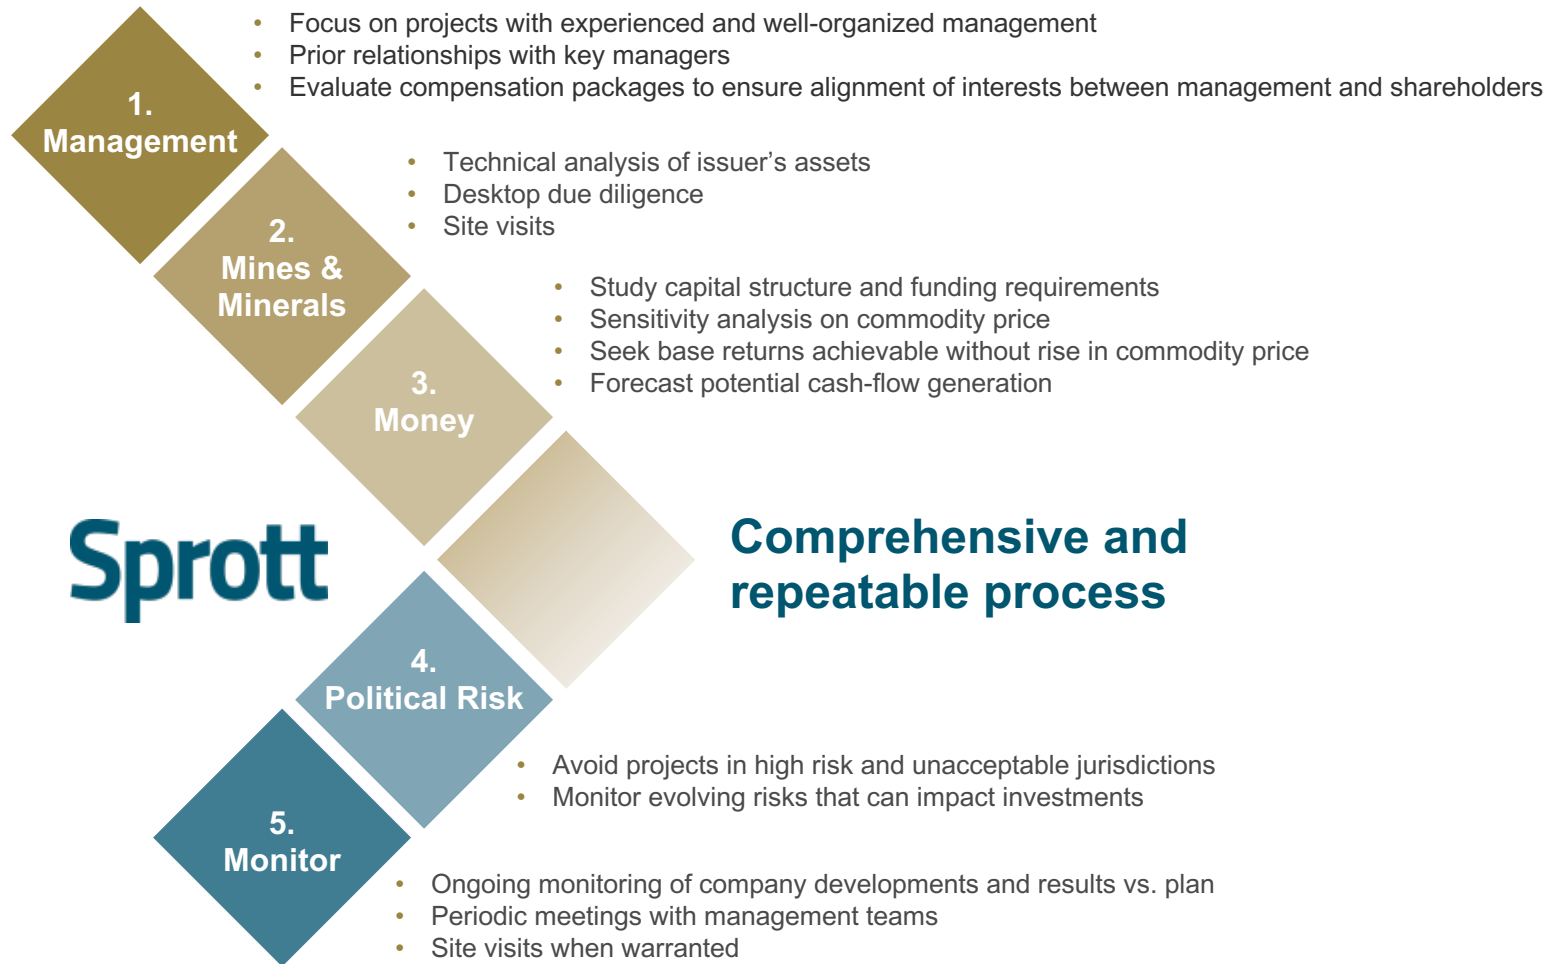 • Focus on projects with experienced and well-organized management
• Prior relationships with key managers
• Evaluate compensation packages to ensure alignment of interests between management and shareholders
1.
Management
• Technical analysis of issuer’s assets
• Desktop due diligence
• Site visits
2.
Mines &
Minerals
• Study capital structure and funding requirements
• Sensitivity analysis on commodity price
• Seek base returns achievable without rise in commodity price
• Forecast potential cash-flow generation
3.
Money
Sprott
Comprehensive and
repeatable process
4.
Political Risk
• Avoid projects in high risk and unacceptable jurisdictions
• Monitor evolving risks that can impact investments
5.
Monitor
• Ongoing monitoring of company developments and results vs. plan
• Periodic meetings with management teams
• Site visits when warranted